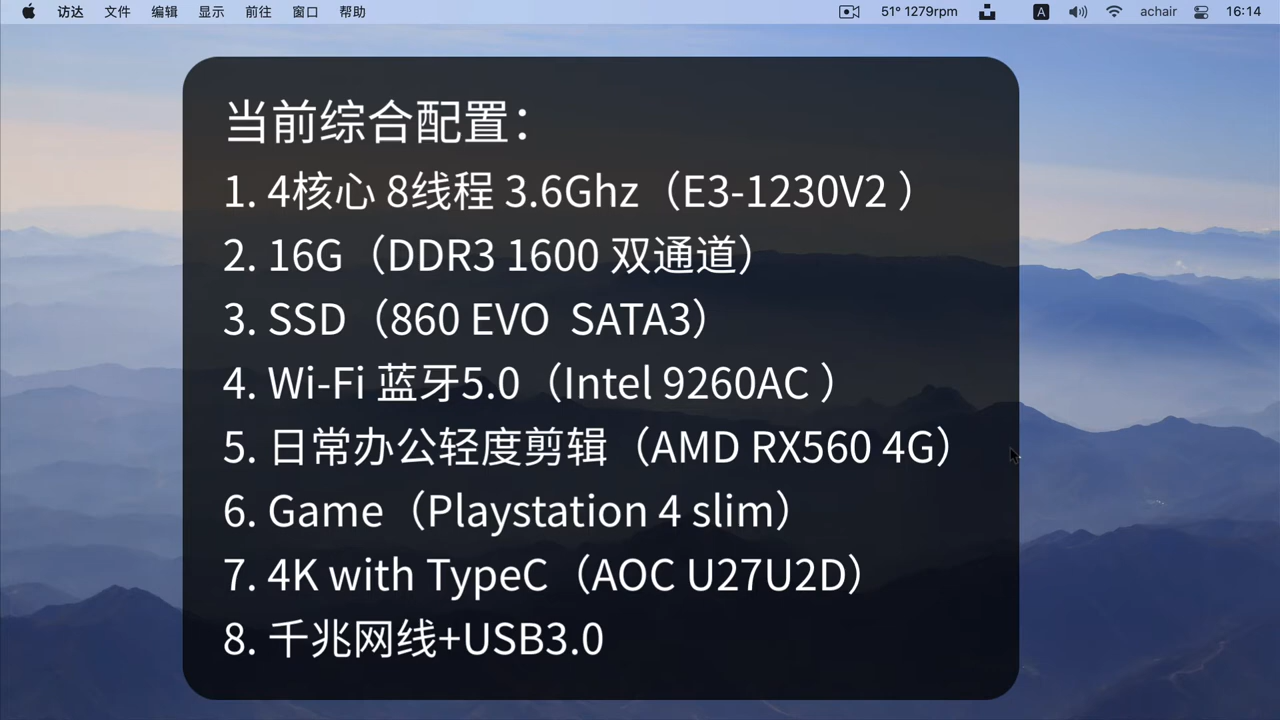 访达 文件 编辑 显示 前往 窗口 帮助 51° 1279rpm A achair 16:14
当前综合配置：
1. 4核心 8线程 3.6Ghz（E3-1230V2 ）
2. 16G（DDR3 1600 双通道）
3. SSD（860 EVO  SATA3）
4. Wi-Fi 蓝牙5.0（Intel 9260AC ）
5. 日常办公轻度剪辑（AMD RX560 4G）
6. Game（Playstation 4 slim）
7. 4K with TypeC（AOC U27U2D）
8. 千兆网线+USB3.0